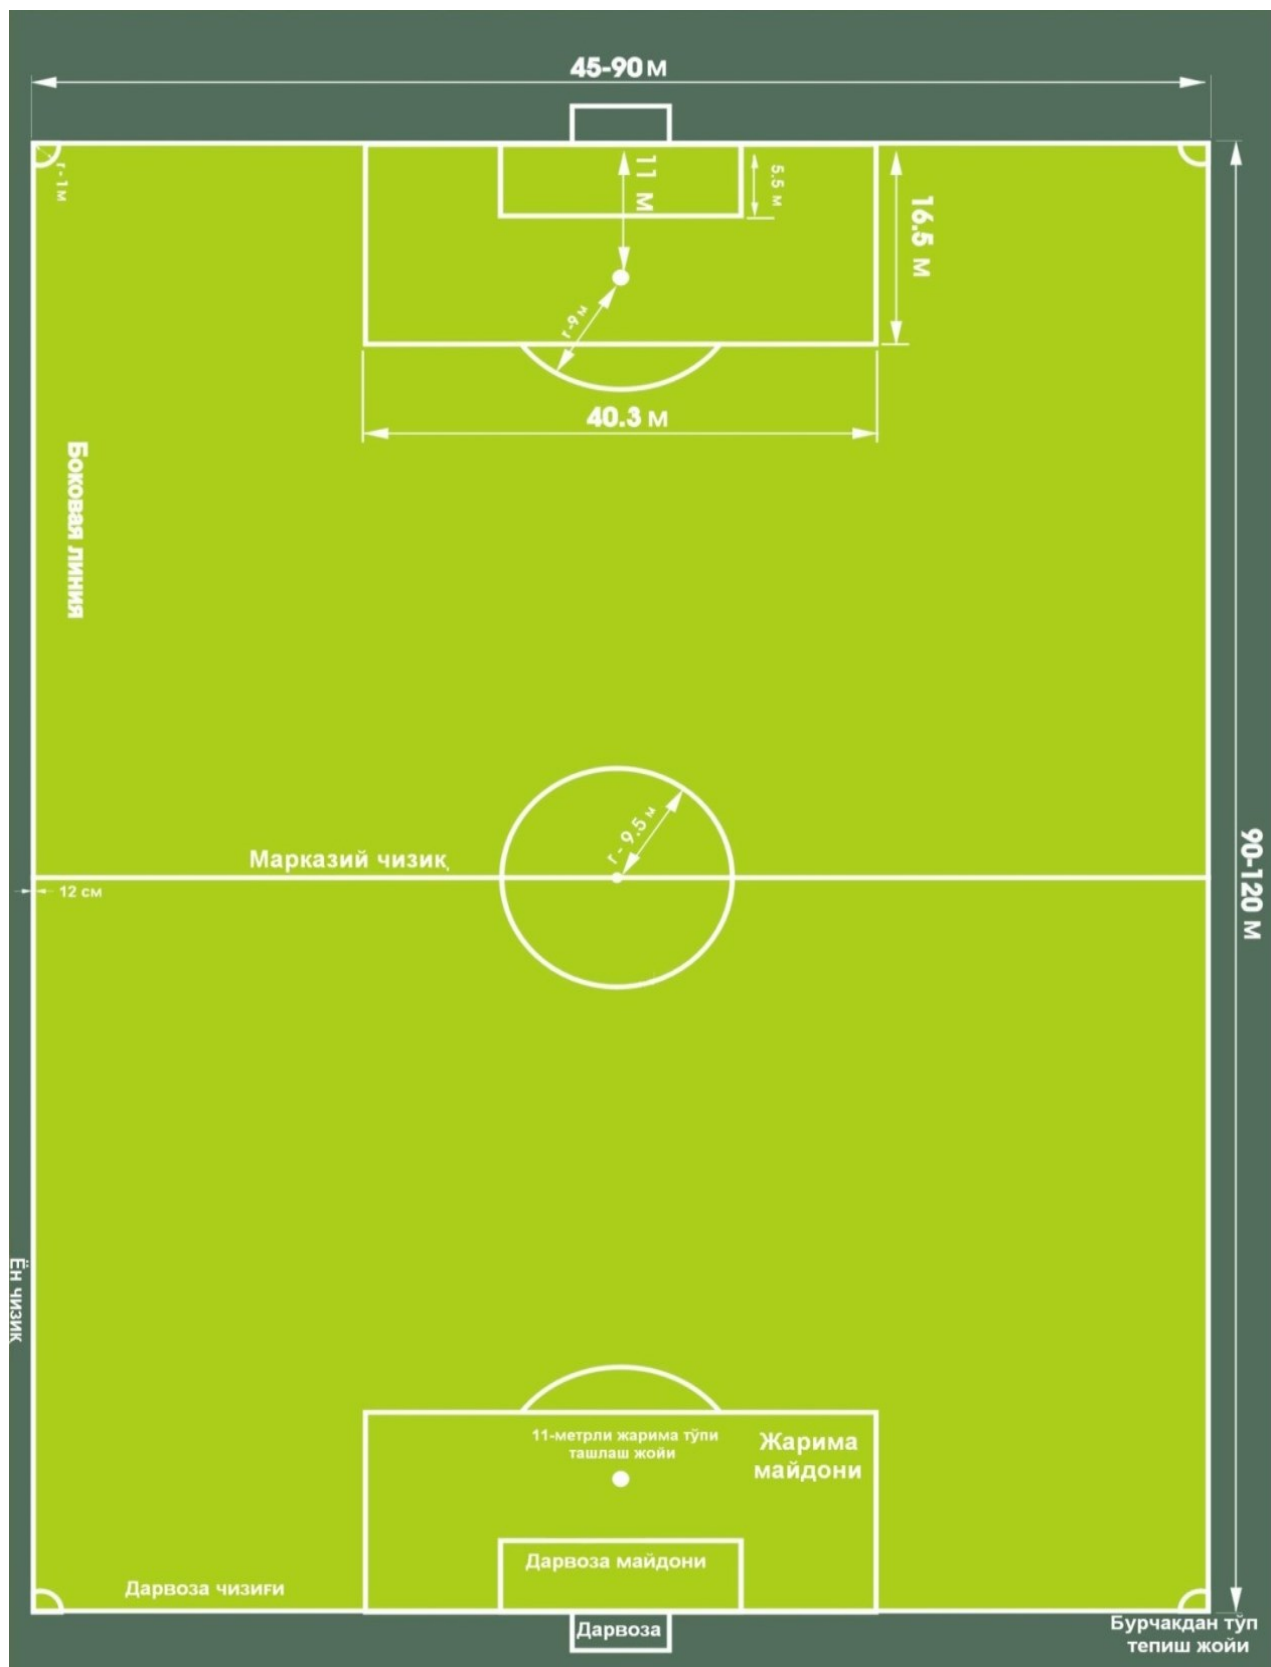 45-90 м
r - 1 м
11 м
5.5 м
16.5 м
r-9 м
40.3 м
Боковая линия
r - 9.5 м
Марказий чизиқ
12 см
90-120 м
Ён чизик
11-метрли жарима тўпи
ташлаш жойи
Жарима
майдони
Дарвоза майдони
Дарвоза чизиғи
Дарвоза
Бурчакдан тўп
тепиш жойи